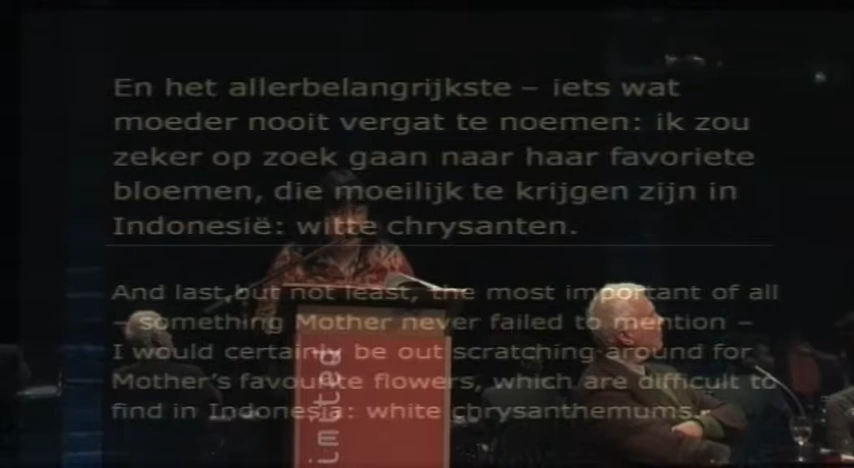 En het allerbelangrijkste – iets wat
moeder nooit vergat te noemen: ik zou
zeker op zoek gaan naar haar favoriete
bloemen, die moeilijk te krijgen zijn in
Indonesië: witte chrysanten.
And last, but not least, the most important of all
– something Mother never failed to mention –
I would certainly be out scratching around for
Mother's favourite flowers, which are difficult to
find in Indonesia: white chrysanthemums.
imited